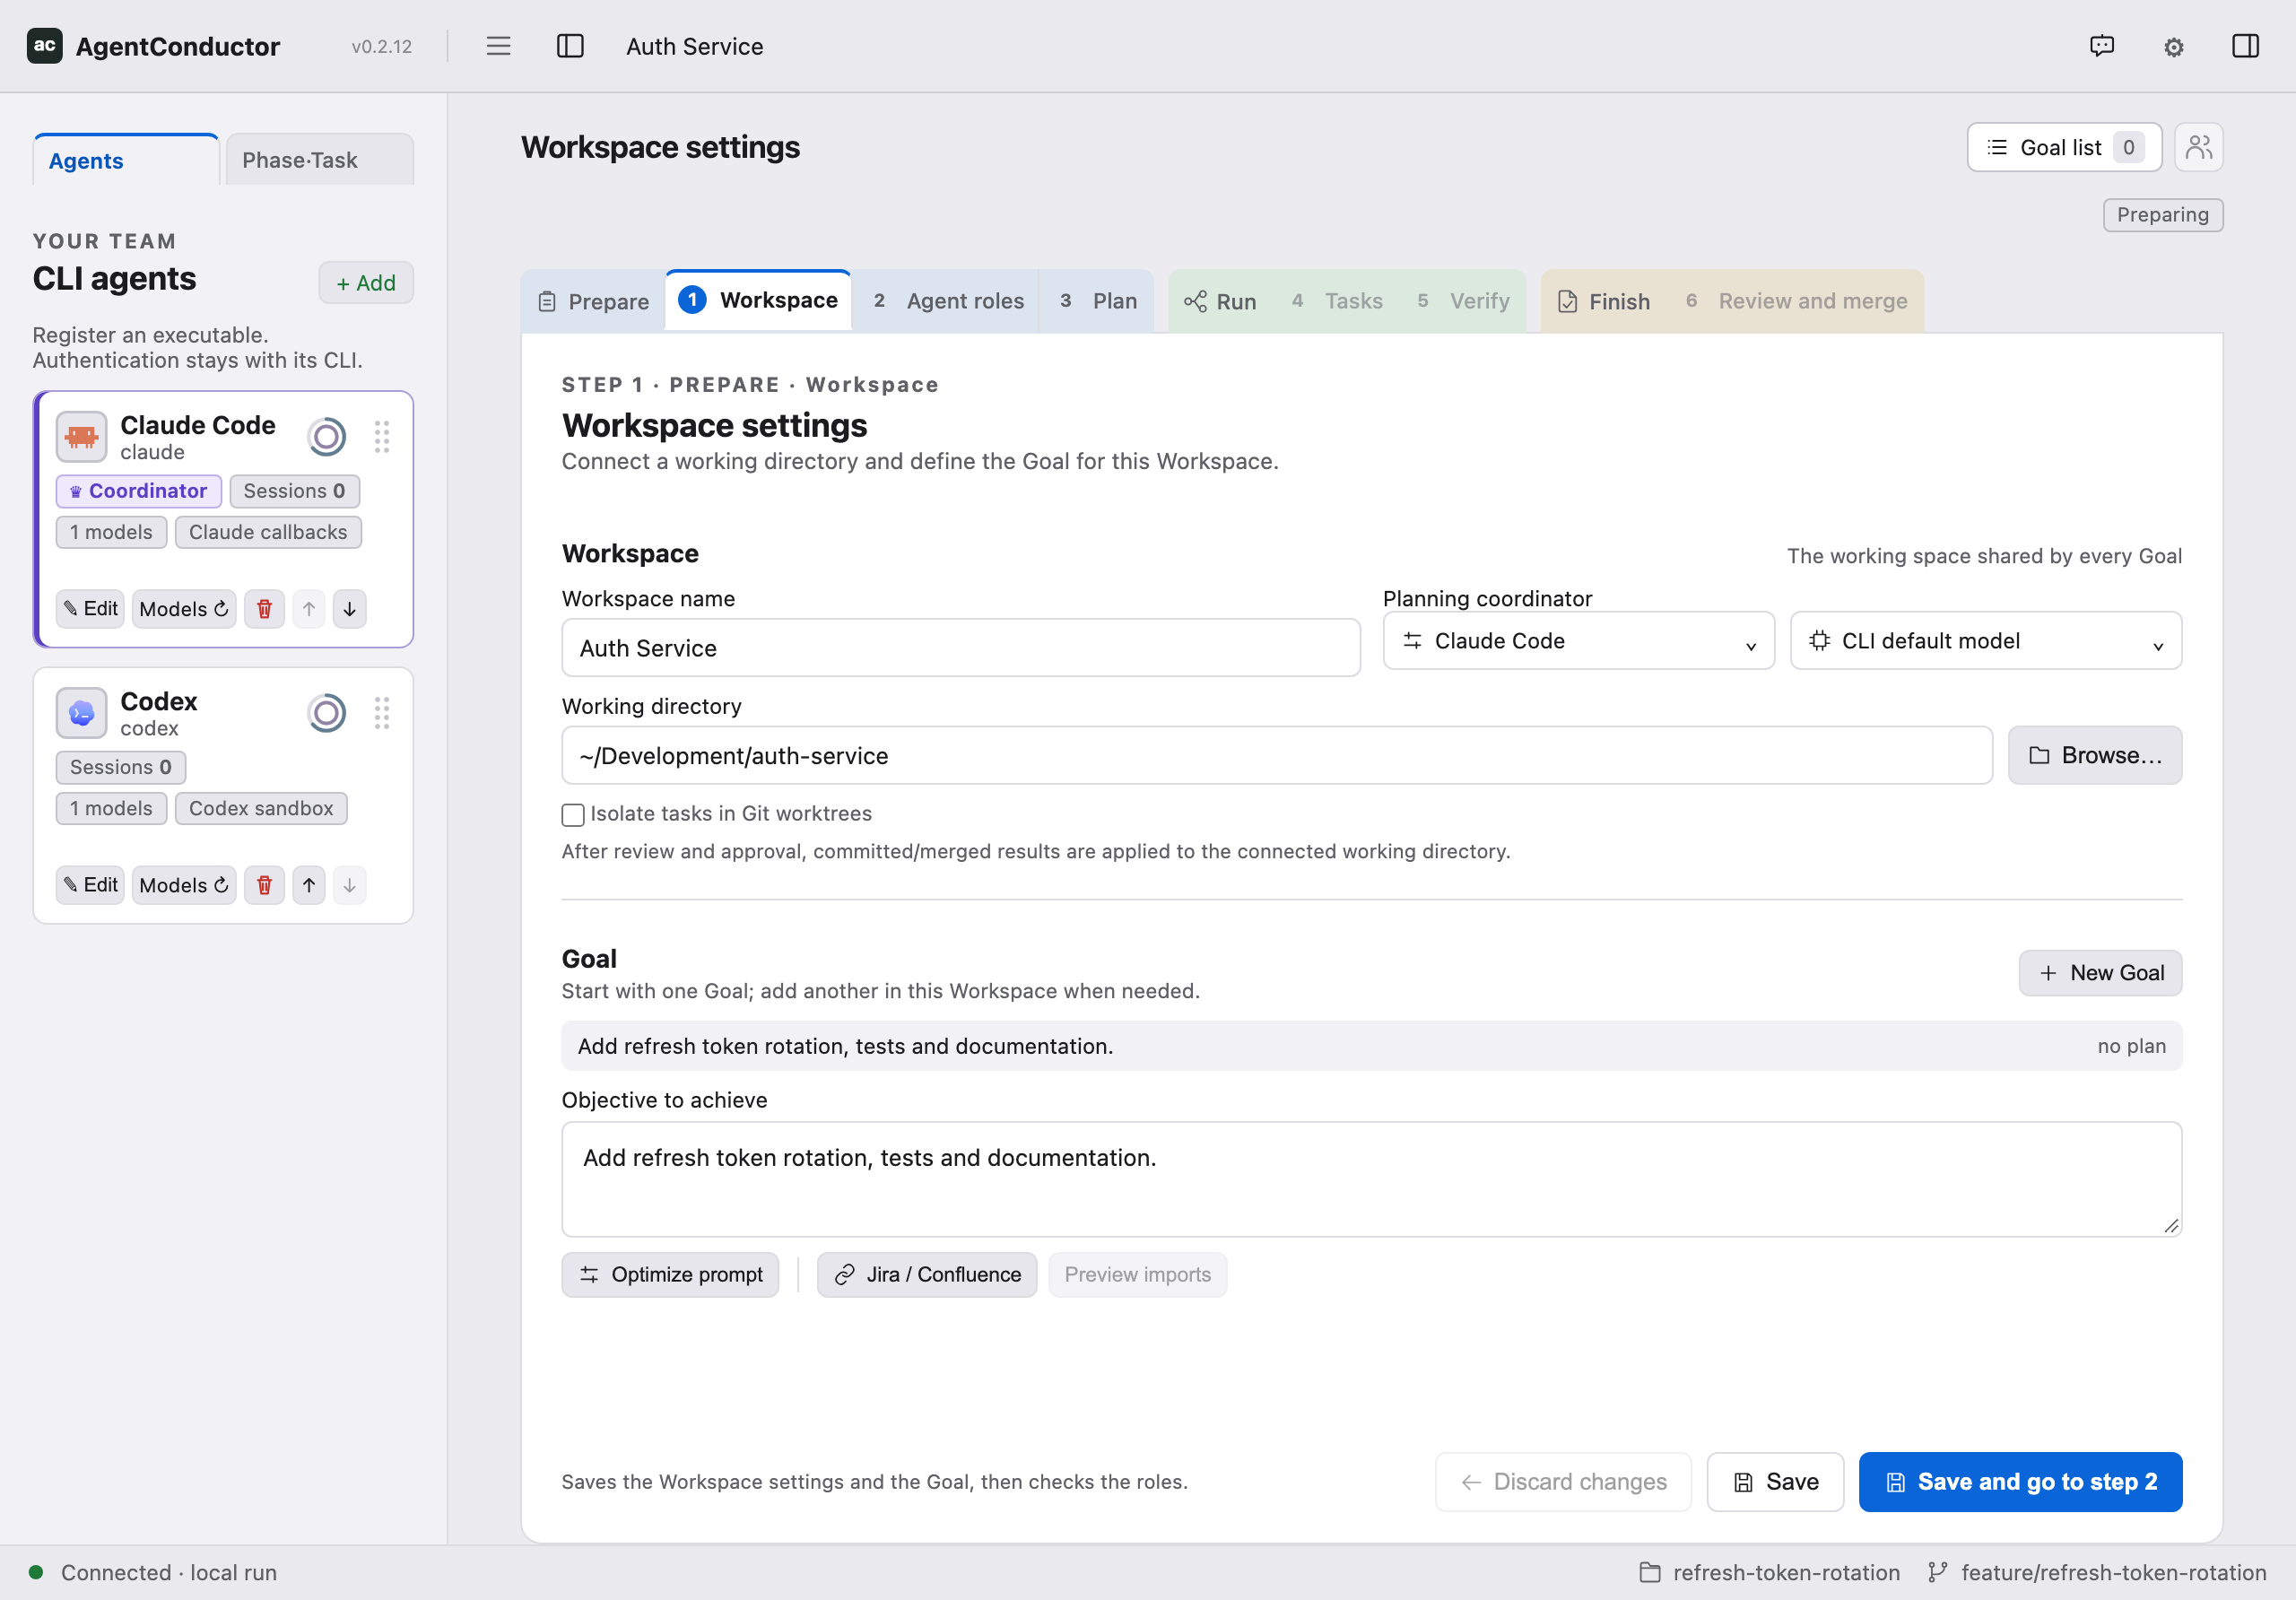 ac AgentConductor v0.2.12 Auth Service
Agents Phase·Task
YOUR TEAM
CLI agents
+ Add
Register an executable.
Authentication stays with its CLI.
Claude Code
claude
Coordinator Sessions 0
1 models Claude callbacks
Edit Models
Codex
codex
Sessions 0
1 models Codex sandbox
Edit Models
Workspace settings
Goal list 0
Preparing
Prepare 1 Workspace 2 Agent roles 3 Plan Run 4 Tasks 5 Verify Finish 6 Review and merge
STEP 1 · PREPARE · Workspace
Workspace settings
Connect a working directory and define the Goal for this Workspace.
Workspace
The working space shared by every Goal
Workspace name
Planning coordinator
Auth Service
Claude Code
CLI default model
Working directory
~/Development/auth-service
Browse...
Isolate tasks in Git worktrees
After review and approval, committed/merged results are applied to the connected working directory.
Goal
Start with one Goal; add another in this Workspace when needed.
+ New Goal
Add refresh token rotation, tests and documentation.
no plan
Objective to achieve
Add refresh token rotation, tests and documentation.
Optimize prompt Jira / Confluence Preview imports
Saves the Workspace settings and the Goal, then checks the roles.
Discard changes Save Save and go to step 2
Connected · local run
refresh-token-rotation feature/refresh-token-rotation